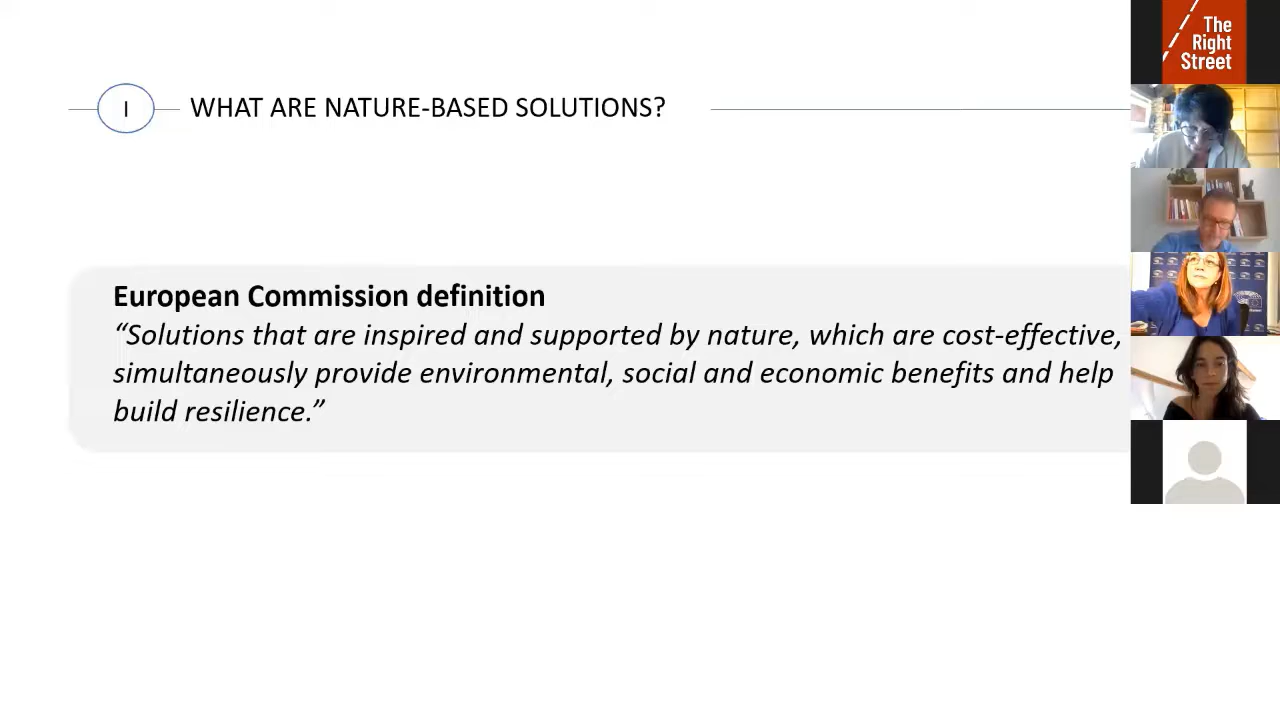 I
WHAT ARE NATURE-BASED SOLUTIONS?
European Commission definition
“Solutions that are inspired and supported by nature, which are cost-effective,
simultaneously provide environmental, social and economic benefits and help
build resilience.”
The
Right
Street